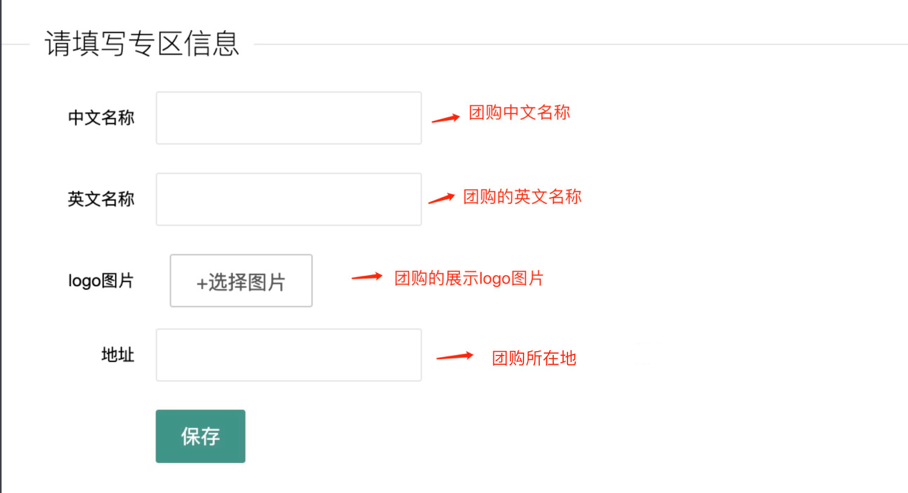 请填写专区信息
中文名称
团购中文名称
英文名称
团购的英文名称
logo图片
+选择图片
团购的展示logo图片
地址
团购所在地
保存